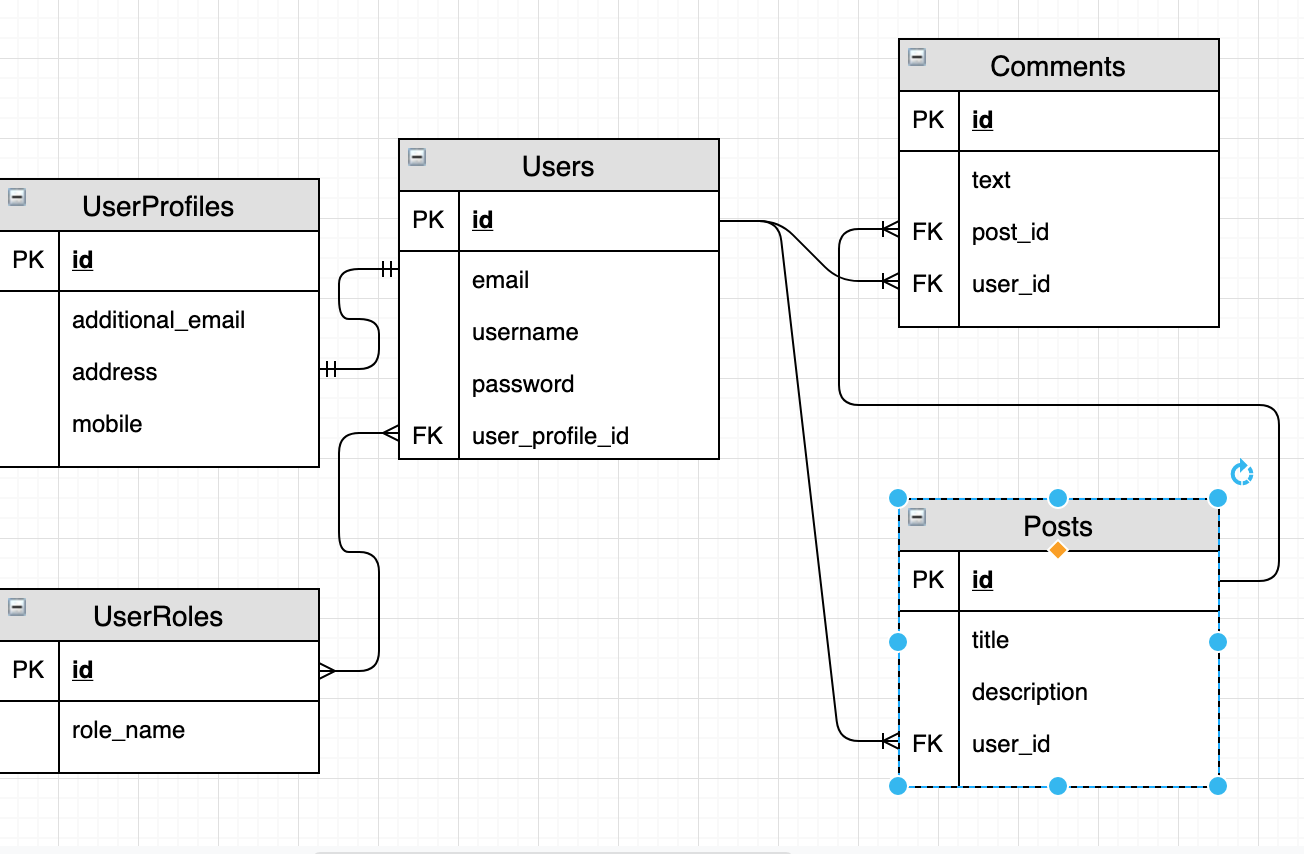 UserProfiles
PK id
additional_email
address
mobile
UserRoles
PK id
role_name
Users
PK id
email
username
password
FK user_profile_id
Comments
PK id
text
FK post_id
FK user_id
Posts
PK id
title
description
FK user_id